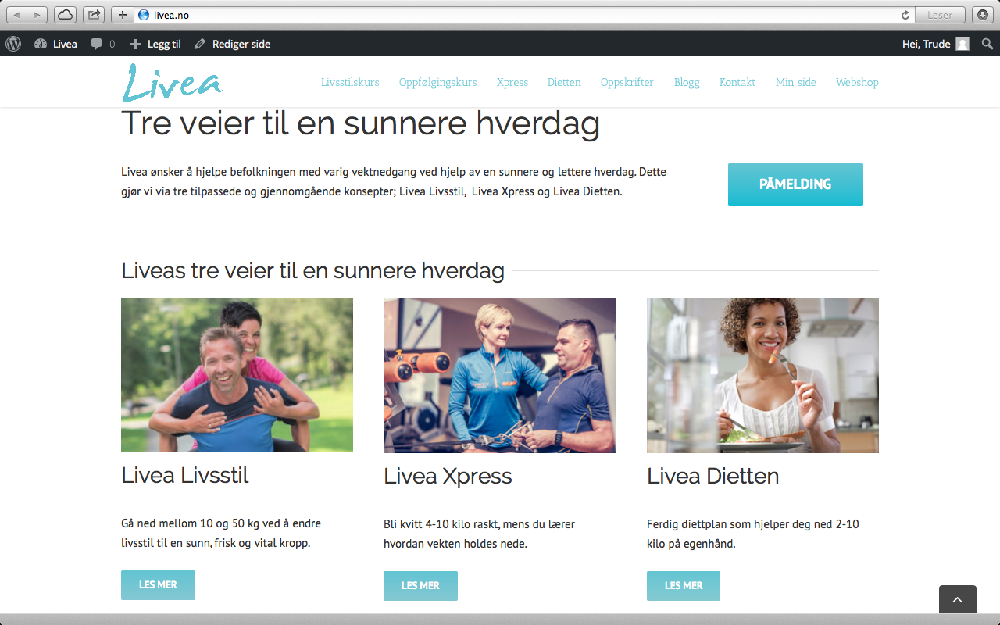 livea.no
Leser
Livea
0
Legg til
Rediger side
Hei, Trude
Livea
Livsstilskurs
Oppfølgingskurs
Xpress
Dietten
Oppskrifter
Blogg
Kontakt
Min side
Webshop
Tre veier til en sunnere hverdag
Livea ønsker å hjelpe befolkningen med varig vektnedgang ved hjelp av en sunnere og lettere hverdag. Dette
gjør vi via tre tilpassede og gjennomgående konsepter; Livea Livsstil, Livea Xpress og Livea Dietten.
PÅMELDING
Liveas tre veier til en sunnere hverdag
Livea Livsstil
Gå ned mellom 10 og 50 kg ved å endre
livsstil til en sunn, frisk og vital kropp.
LES MER
Livea Xpress
Bli kvitt 4-10 kilo raskt, mens du lærer
hvordan vekten holdes nede.
LES MER
Livea Dietten
Ferdig diettplan som hjelper deg ned 2-10
kilo på egenhånd.
LES MER